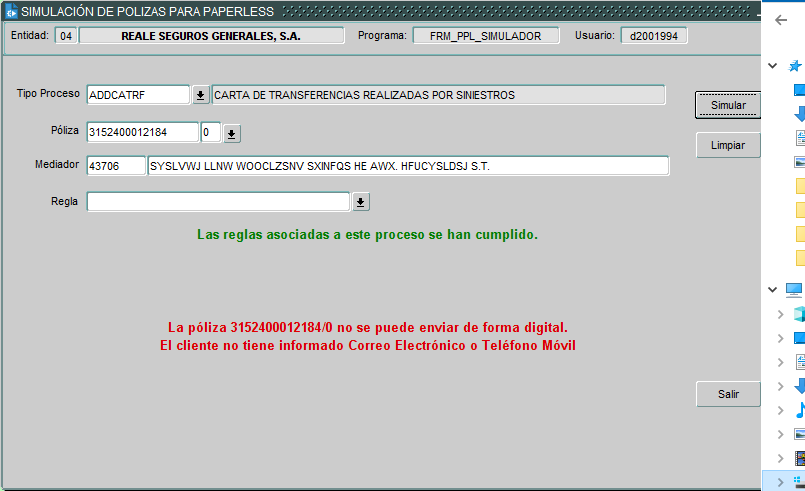 SIMULACIÓN DE POLIZAS PARA PAPERLESS
Entidad: 04 REALE SEGUROS GENERALES, S.A. Programa: FRM_PPL_SIMULADOR Usuario: d2001994
Tipo Proceso ADDCATRF CARTA DE TRANSFERENCIAS REALIZADAS POR SINIESTROS
Simular
Póliza 3152400012184 0
Limpiar
Mediador 43706 SYSLVWJ LLNW WOOCLZSNV SXINFQS HE AWX. HFUCYSLDSJ S.T.
Regla
Las reglas asociadas a este proceso se han cumplido.
La póliza 3152400012184/0 no se puede enviar de forma digital.
El cliente no tiene informado Correo Electrónico o Teléfono Móvil
Salir